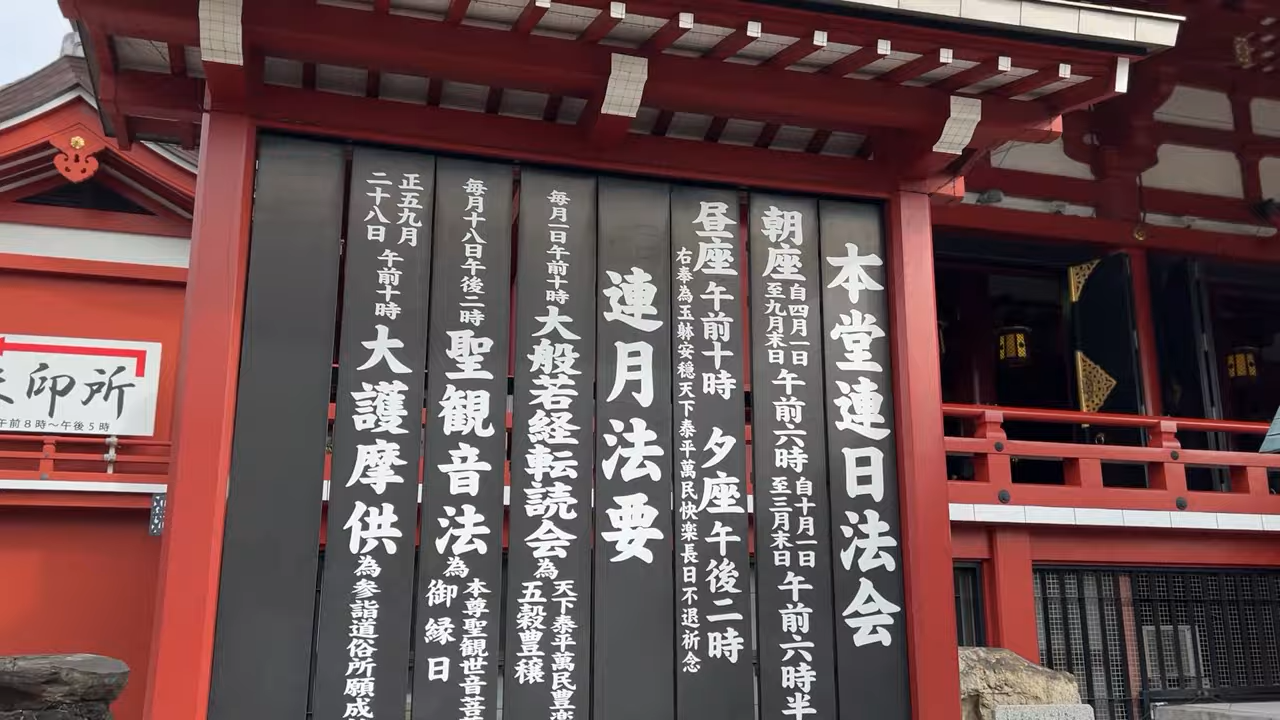 本堂連日法会
朝座 自四月一日至九月末日 午前六時 自十月一日至三月末日 午前六時半
昼座 午前十時 夕座 午後二時
右奉為玉躰安穏天下泰平萬民快楽長日不退祈念
連月法要
毎月一日午前十時 大般若経転読会 為 天下泰平萬民豊楽 五穀豊穣
毎月十八日午後二時 聖観音法 為 本尊聖観世音菩 御縁日
正五九月二十八日 午前十時 大護摩供 為参詣道俗所願成
印所
午前8時〜午後5時